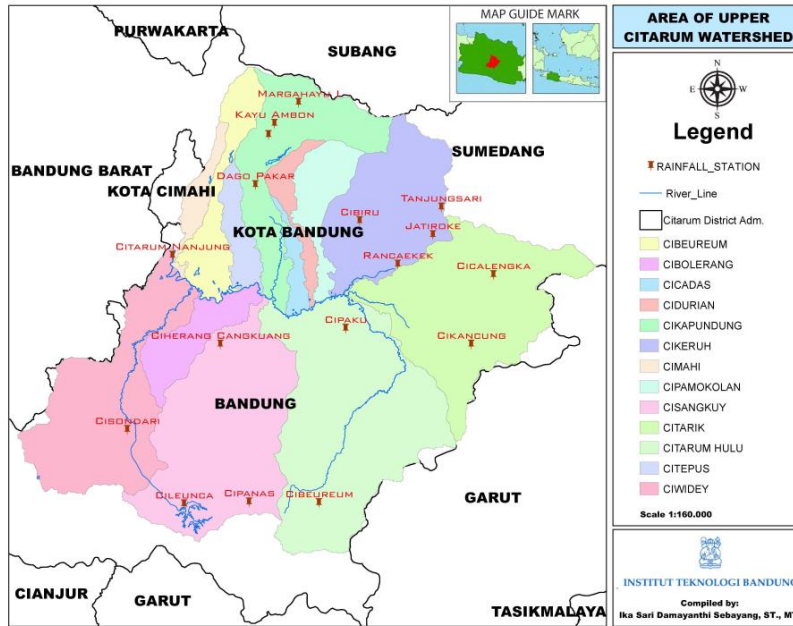 PURWAKARTA
SUBANG
MARGAHAYU I
KAYU AMBON
SUMEDANG
BANDUNG BARAT
KOTA CIMAHI
DAGO PAKAR
TANJUNGSARI
CIBIRU
KOTA BANDUNG
JATIROKE
CITARUM NANJUNG
RANCAEKEK
CICALENGKA
CIPAKU
CIHERANG
CANGKUANG
CIKANCUNG
BANDUNG
CISONDARI
CILEUNCA
CIPANAS
CIBEUREUM
GARUT
CIANJUR
GARUT
TASIKMALAYA
MAP GUIDE MARK
AREA OF UPPER
CITARUM WATERSHED
N
W
E
S
Legend
RAINFALL_STATION
River_Line
Citarum District Adm.
CIBEUREUM
CIBOLERANG
CICADAS
CIDURIAN
CIKAPUNDUNG
CIKERUH
CIMAHI
CIPAMOKOLAN
CISANGKUY
CITARIK
CITARUM HULU
CITEPUS
CIWIDEY
Scale 1:160.000
INSTITUT TEKNOLOGI BANDUNG
Compiled by:
Ika Sari Damayanthi Sebayang, ST., MT